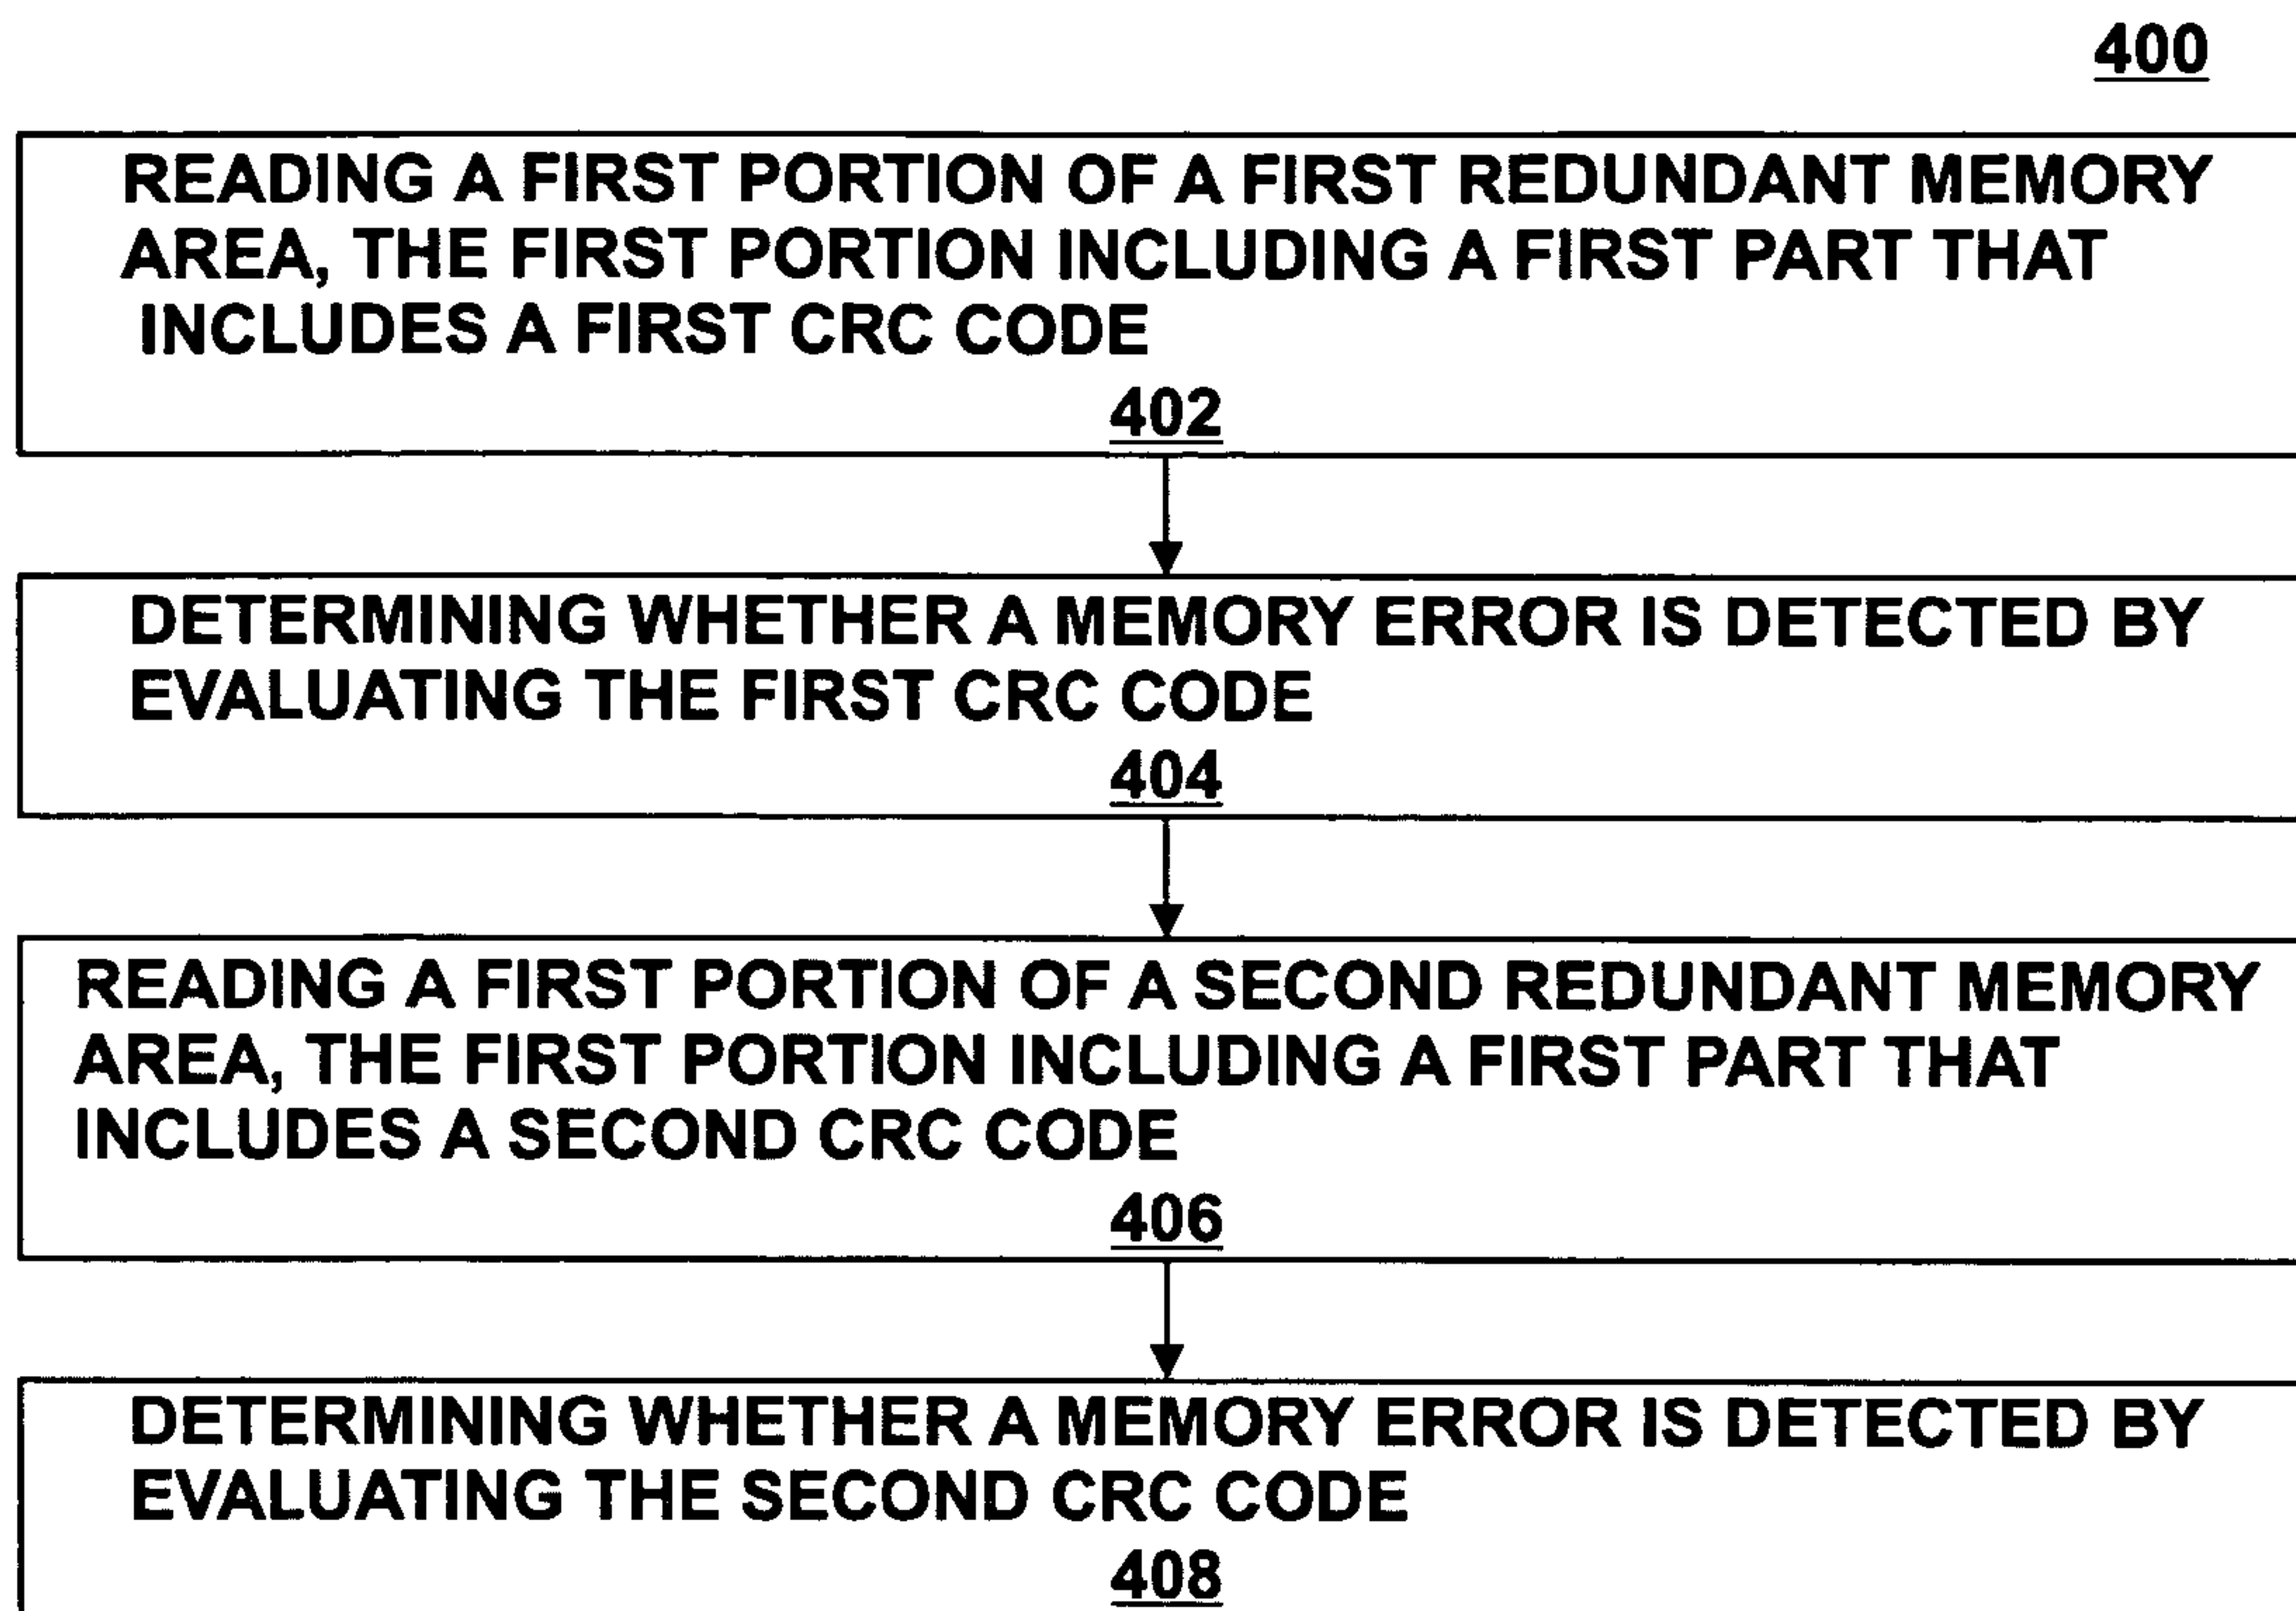 400
READING A FIRST PORTION OF A FIRST REDUNDANT MEMORY
AREA, THE FIRST PORTION INCLUDING A FIRST PART THAT
INCLUDES A FIRST CRC CODE
402
DETERMINING WHETHER A MEMORY ERROR IS DETECTED BY
EVALUATING THE FIRST CRC CODE
404
READING A FIRST PORTION OF A SECOND REDUNDANT MEMORY
AREA, THE FIRST PORTION INCLUDING A FIRST PART THAT
INCLUDES A SECOND CRC CODE
406
DETERMINING WHETHER A MEMORY ERROR IS DETECTED BY
EVALUATING THE SECOND CRC CODE
408